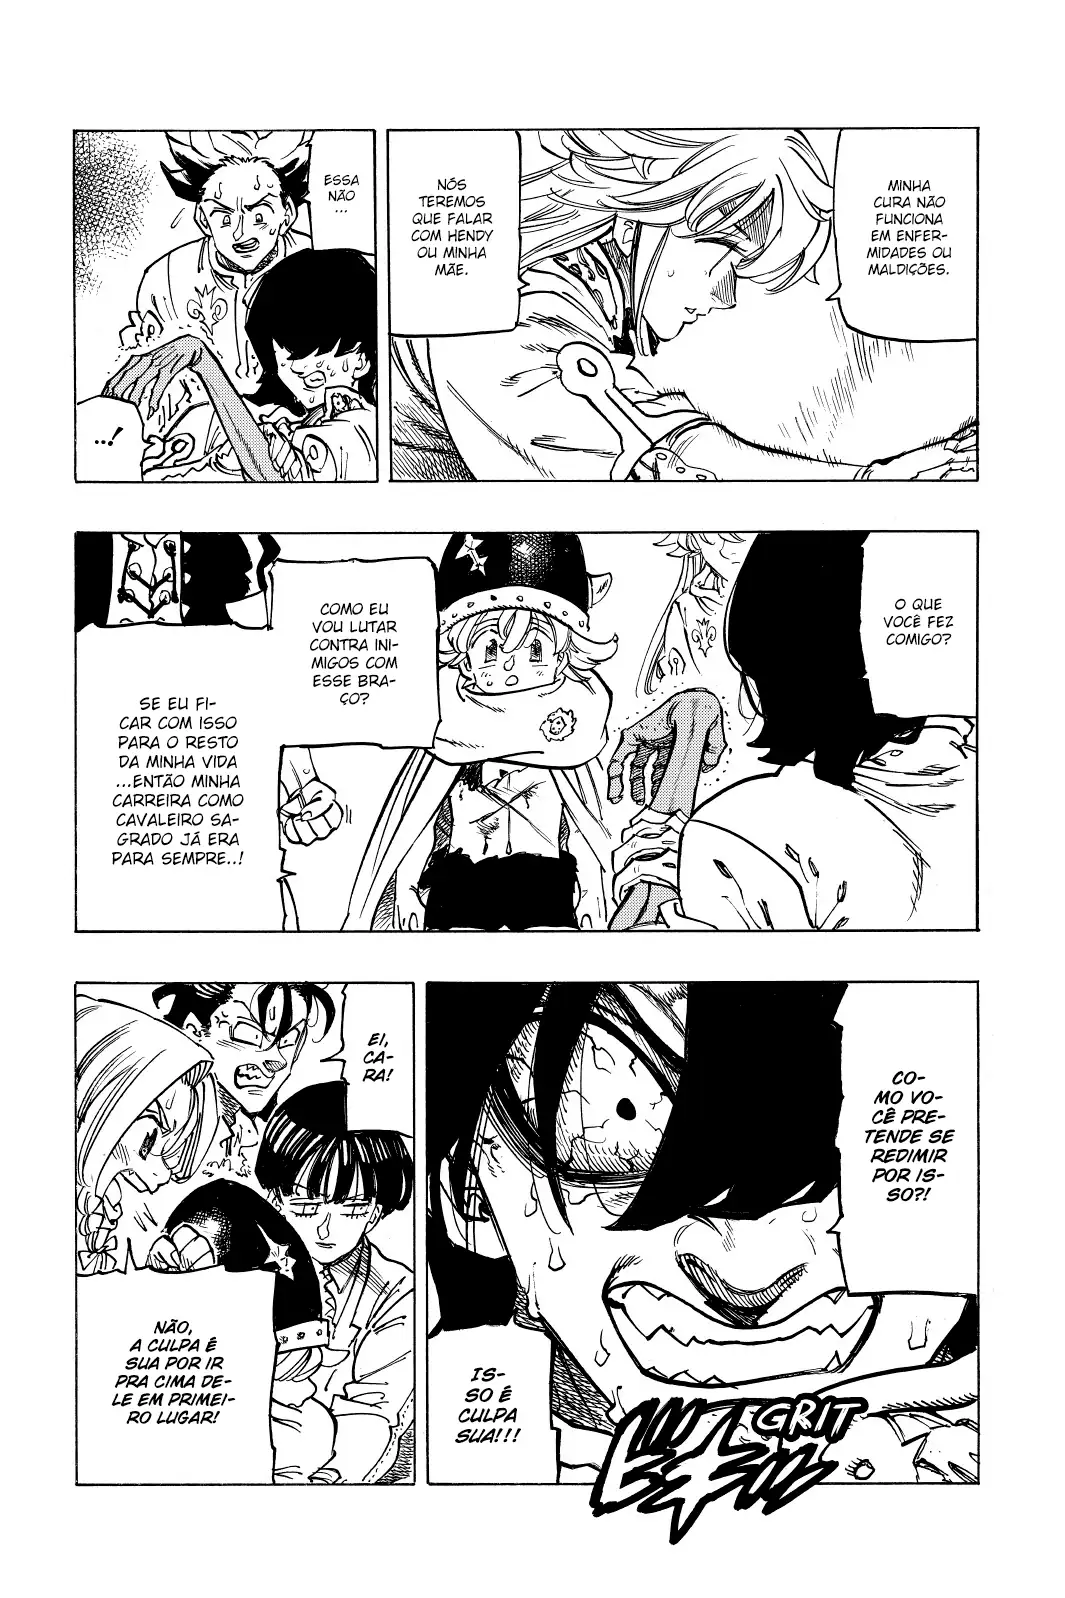 MINHA
CURA NÃO
FUNCIONA
EM ENFER-
MIDADES OU
MALDIÇÕES.
NÓS
TEREMOS
QUE FALAR
COM HENDY
OU MINHA
MÃE.
ESSA
NÃO
...
...!
O QUE
VOCÊ FEZ
COMIGO?
COMO EU
VOU LUTAR
CONTRA INI-
MIGOS COM
ESSE BRA-
ÇO?
SE EU FI-
CAR COM ISSO
PARA O RESTO
DA MINHA VIDA
...ENTÃO MINHA
CARREIRA COMO
CAVALEIRO SA-
GRADO JÁ ERA
PARA SEMPRE..!
CO-
MO VO-
CÊ PRE-
TENDE SE
REDIMIR
POR IS-
SO?!
IS-
SO É
CULPA
SUA!!!
GRIT
EI,
CA-
RA!
NÃO,
A CULPA É
SUA POR IR
PRA CIMA DE-
LE EM PRIMEI-
RO LUGAR!